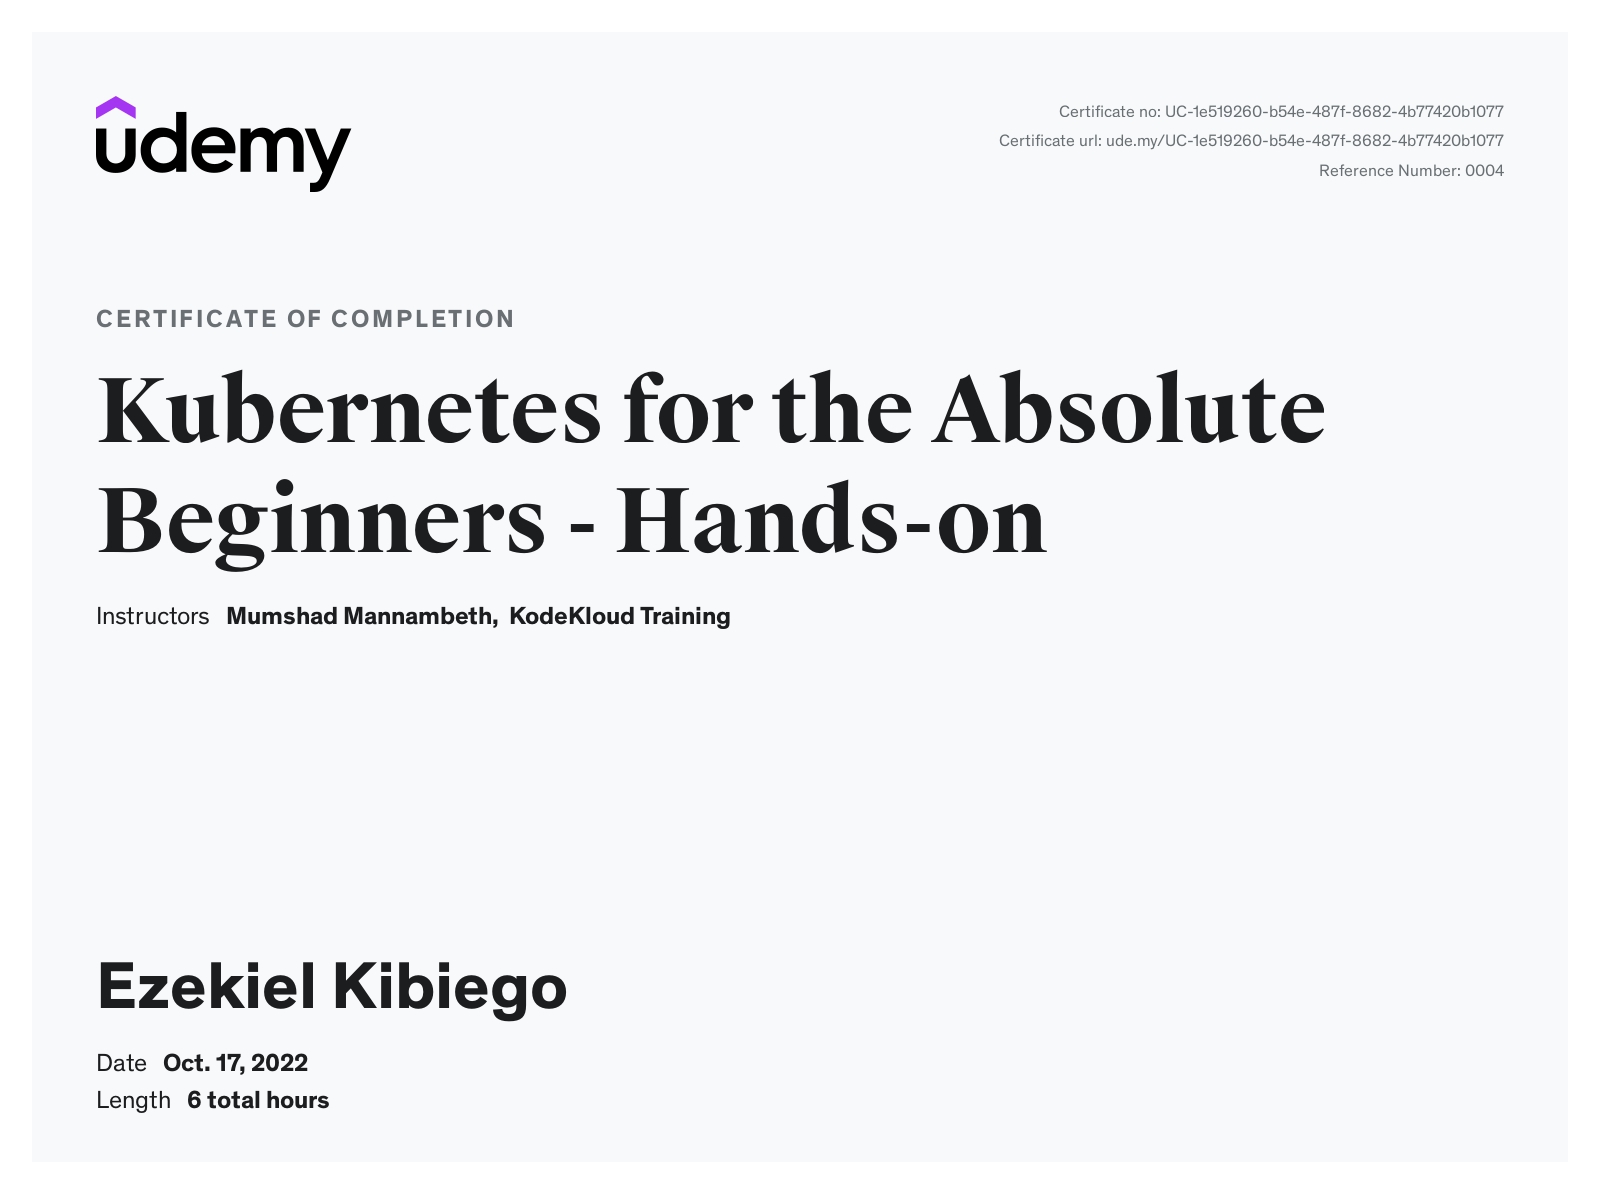 udemy
Certificate no: UC-1e519260-b54e-487f-8682-4b77420b1077
Certificate url: ude.my/UC-1e519260-b54e-487f-8682-4b77420b1077
Reference Number: 0004
CERTIFICATE OF COMPLETION
Kubernetes for the Absolute
Beginners - Hands-on
Instructors Mumshad Mannambeth, KodeKloud Training
Ezekiel Kibiego
Date Oct. 17, 2022
Length 6 total hours